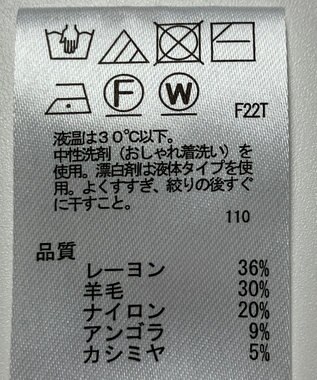 F W F22T
液温は30℃以下。
中性洗剤（おしゃれ着洗い）を
使用。漂白剤は液体タイプを使
用。よくすすぎ、絞りの後すぐ
に干すこと。
110
品質
レーヨン 36%
羊毛 30%
ナイロン 20%
アンゴラ 9%
カシミヤ 5%